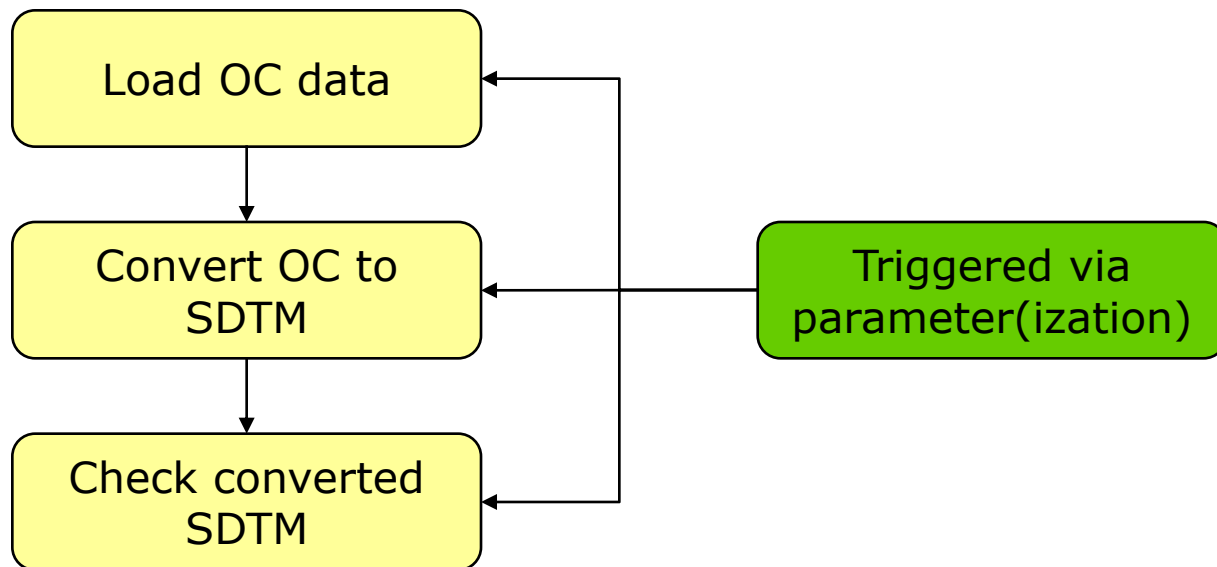 Load OC data
Convert OC to
SDTM
Triggered via
parameter(ization)
Check converted
SDTM